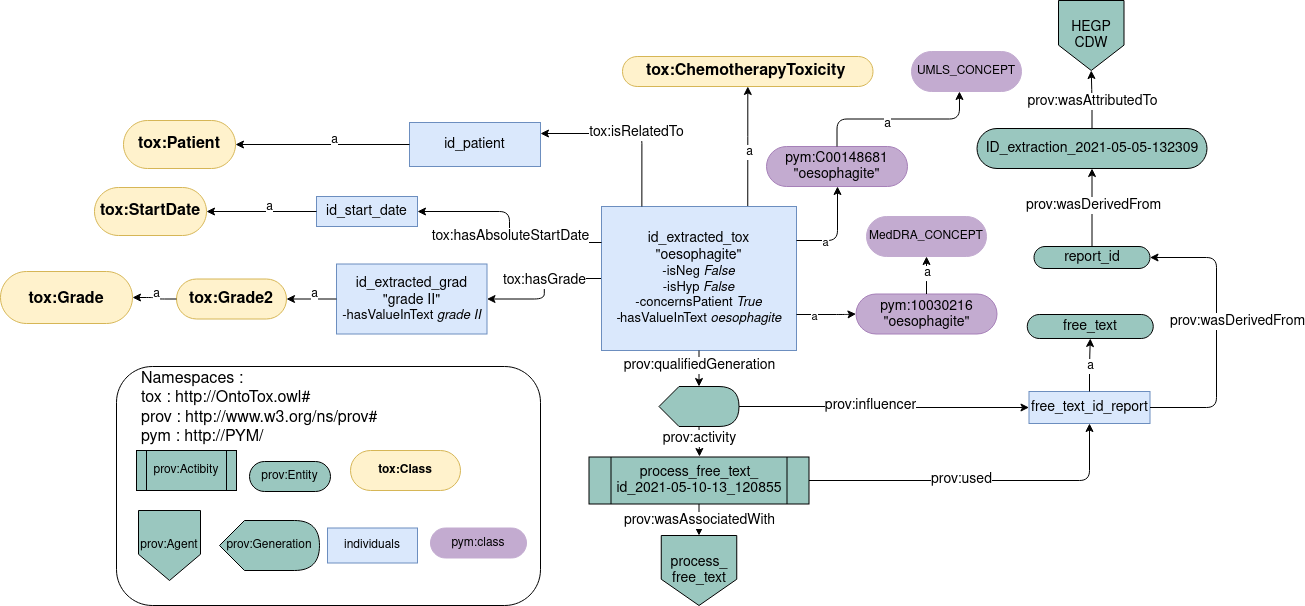 HEGP
CDW
prov:wasAttributedTo
ID_extraction_2021-05-05-132309
prov:wasDerivedFrom
report_id
prov:wasDerivedFrom
free_text
a
free_text_id_report
tox:ChemotherapyToxicity
UMLS_CONCEPT
a
a
pym:C00148681
"oesophagite"
a
MedDRA_CONCEPT
a
pym:10030216
"oesophagite"
a
tox:isRelatedTo
id_patient
a
tox:Patient
tox:StartDate
a
id_start_date
tox:hasAbsoluteStartDate
id_extracted_tox
"oesophagite"
-isNeg False
-isHyp False
-concernsPatient True
-hasValueInText oesophagite
tox:Grade
a
tox:Grade2
a
id_extracted_grad
"grade II"
-hasValueInText grade II
tox:hasGrade
prov:qualifiedGeneration
prov:influencer
prov:activity
process_free_text_
id_2021-05-10-13_120855
prov:used
prov:wasAssociatedWith
process_
free_text
Namespaces :
tox : http://OntoTox.owl#
prov : http://www.w3.org/ns/prov#
pym : http://PYM/
prov:Actibity
prov:Entity
tox:Class
prov:Agent
prov:Generation
individuals
pym:class